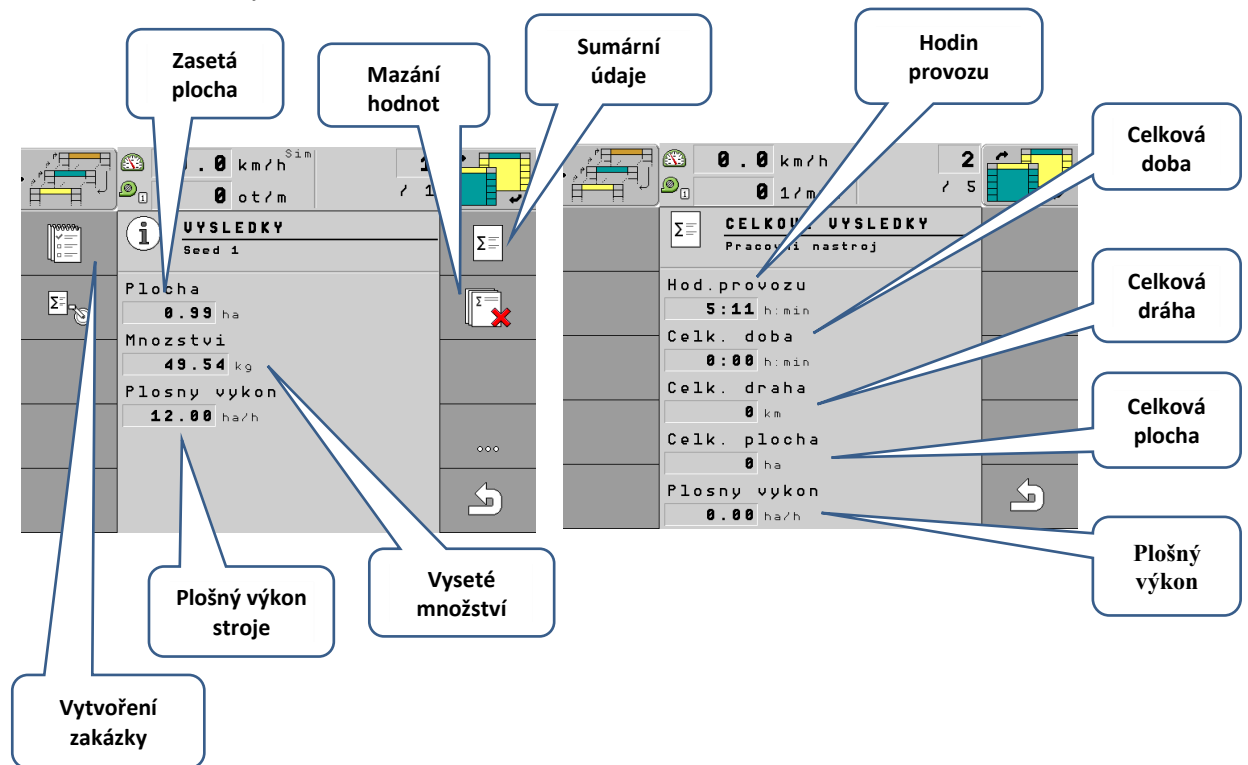 Zasetá
plocha
Mazání
hodnot
Sumární
údaje
Hodin
provozu
Celková
doba
Celková
dráha
Celková
plocha
Plošný
výkon
.0 km/h Sim
0 ot/m
VYSLEDKY
Seed 1
Plocha
0.99 ha
Mnozstvi
49.54 kg
Plosny vykon
12.00 ha/h
Plošný výkon
stroje
Vyseté
množství
Vytvoření
zakázky
0.0 km/h 2
0 1/m / 5
VYSLEDKY
nastroj
Hod.provozu
5:11 h:min
Celk. doba
0:00 h:min
Celk. draha
0 km
Celk. plocha
0 ha
Plosny vykon
0.00 ha/h